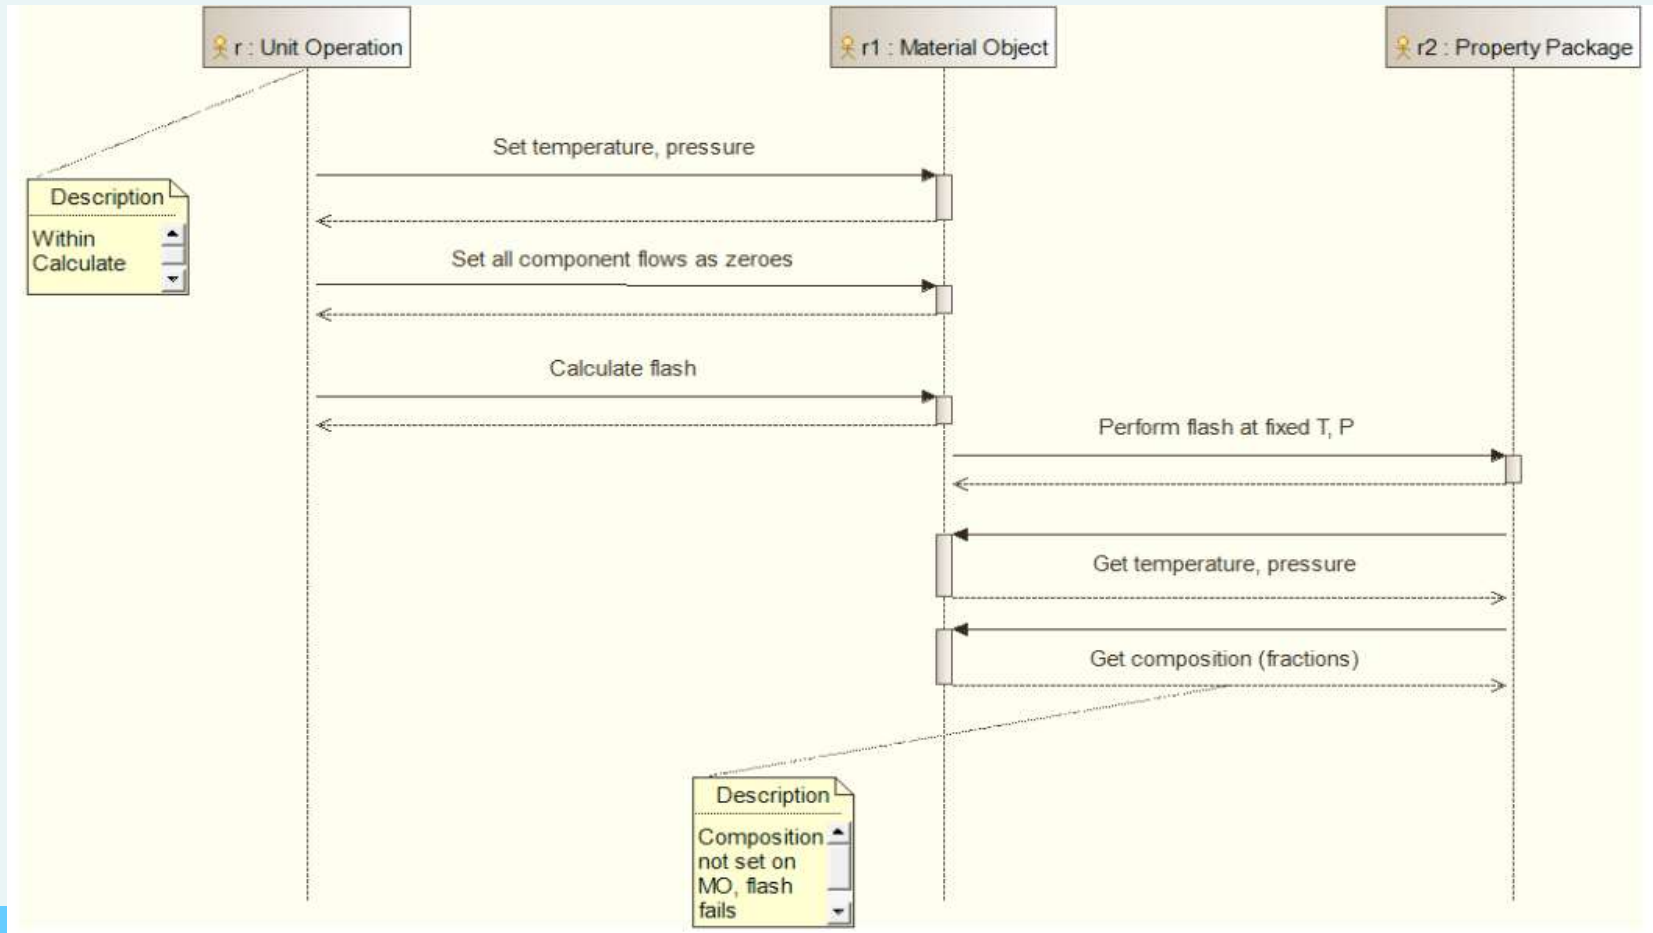 r : Unit Operation
r1 : Material Object
r2 : Property Package
Set temperature, pressure
Description
Within
Calculate
Set all component flows as zeroes
Calculate flash
Perform flash at fixed T, P
Get temperature, pressure
Get composition (fractions)
Description
Composition
not set on
MO, flash
fails